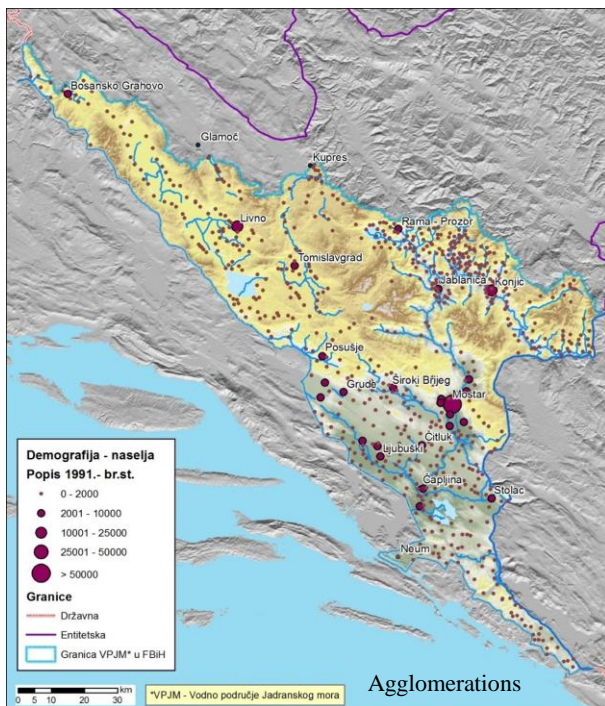 Bosansko Grahovo
Glamoč
Kupres
Livno
Rama - Prozor
Tomislavgrad
Jablanica
Konjic
Posušje
Grude
Široki Brijeg
Mostar
Čitluk
Ljubuški
Čapljina
Stolac
Neum
Demografija - naselja
Popis 1991.- br.st.
0 - 2000
2001 - 10000
10001 - 25000
25001 - 50000
> 50000
Granice
Državna
Entitetska
Granica VPJM* u FBiH
km
0 5 10 20 30
*VPJM - Vodno područje Jadranskog mora
Agglomerations